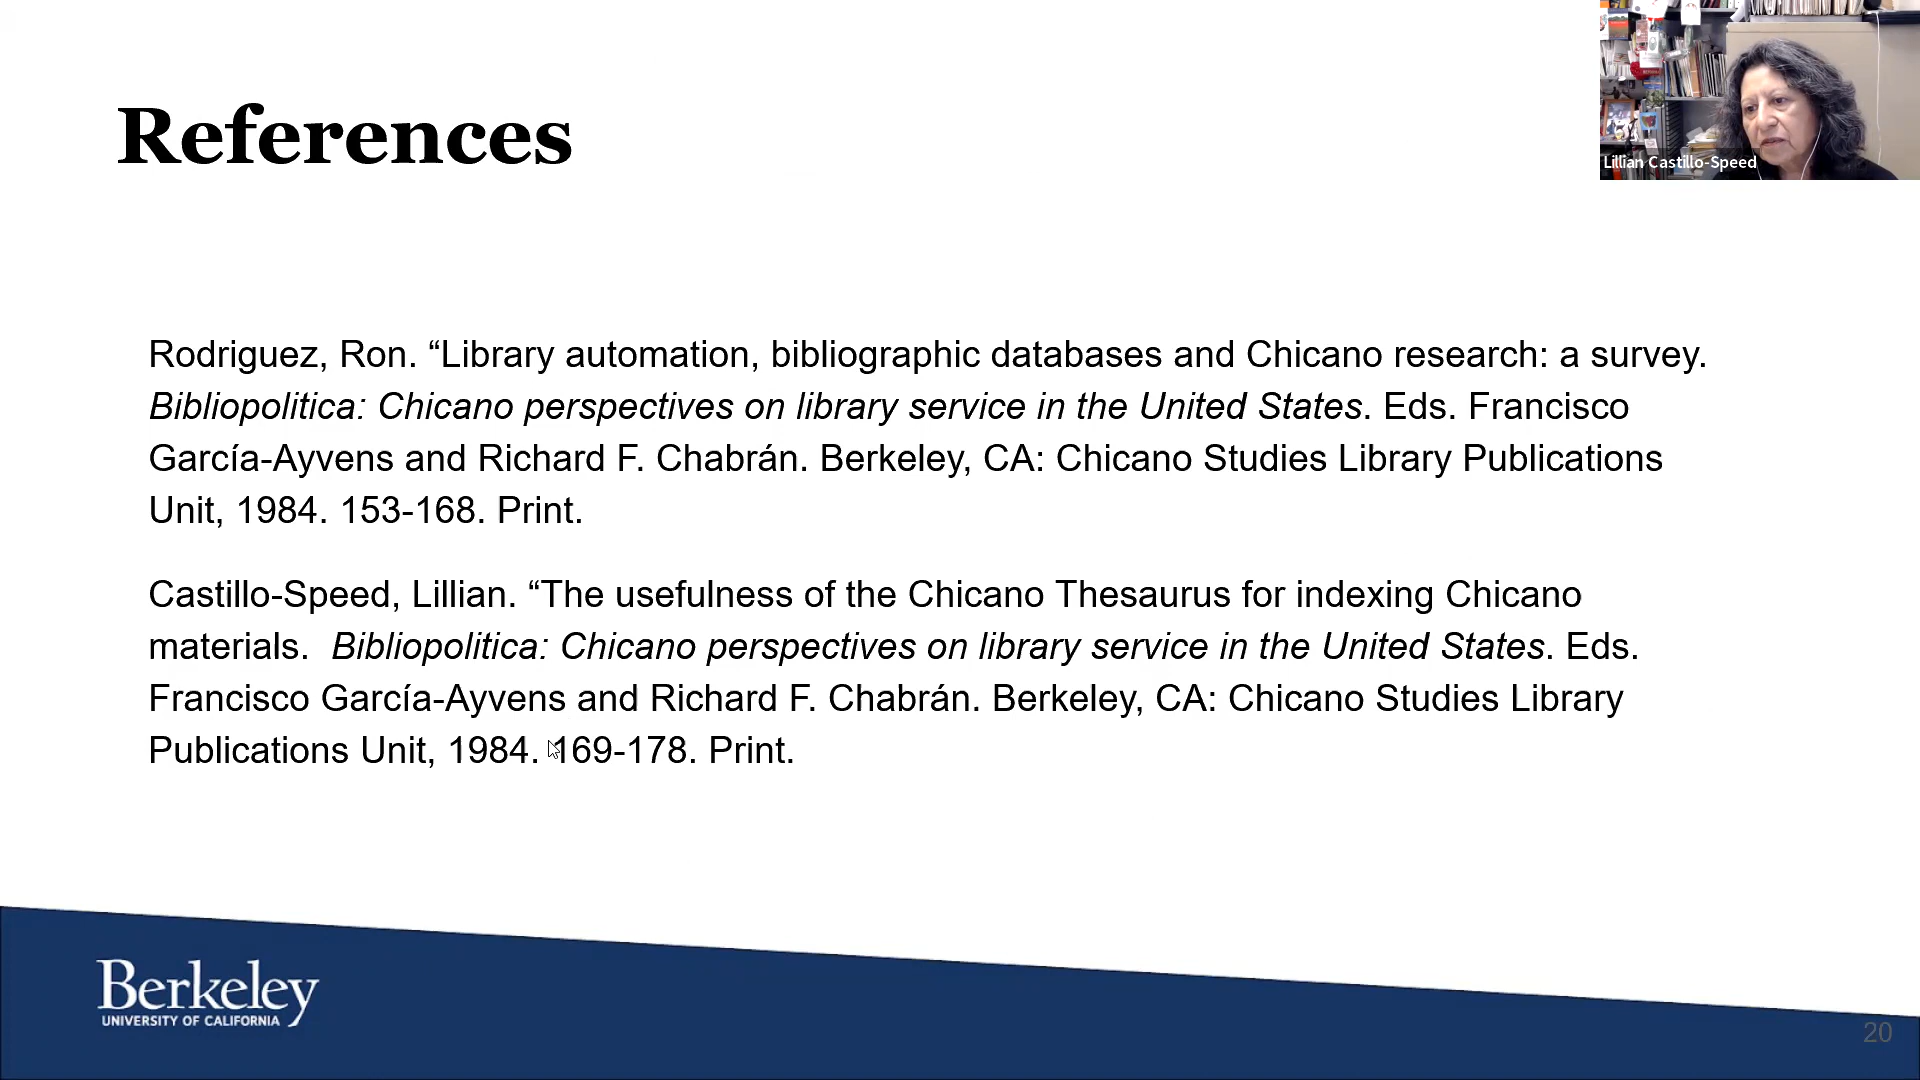 References
Lillian Castillo-Speed
Rodriguez, Ron. “Library automation, bibliographic databases and Chicano research: a survey.
Bibliopolitica: Chicano perspectives on library service in the United States. Eds. Francisco
García-Ayvens and Richard F. Chabrán. Berkeley, CA: Chicano Studies Library Publications
Unit, 1984. 153-168. Print.
Castillo-Speed, Lillian. “The usefulness of the Chicano Thesaurus for indexing Chicano
materials.  Bibliopolitica: Chicano perspectives on library service in the United States. Eds.
Francisco García-Ayvens and Richard F. Chabrán. Berkeley, CA: Chicano Studies Library
Publications Unit, 1984. 169-178. Print.
Berkeley
UNIVERSITY OF CALIFORNIA
20